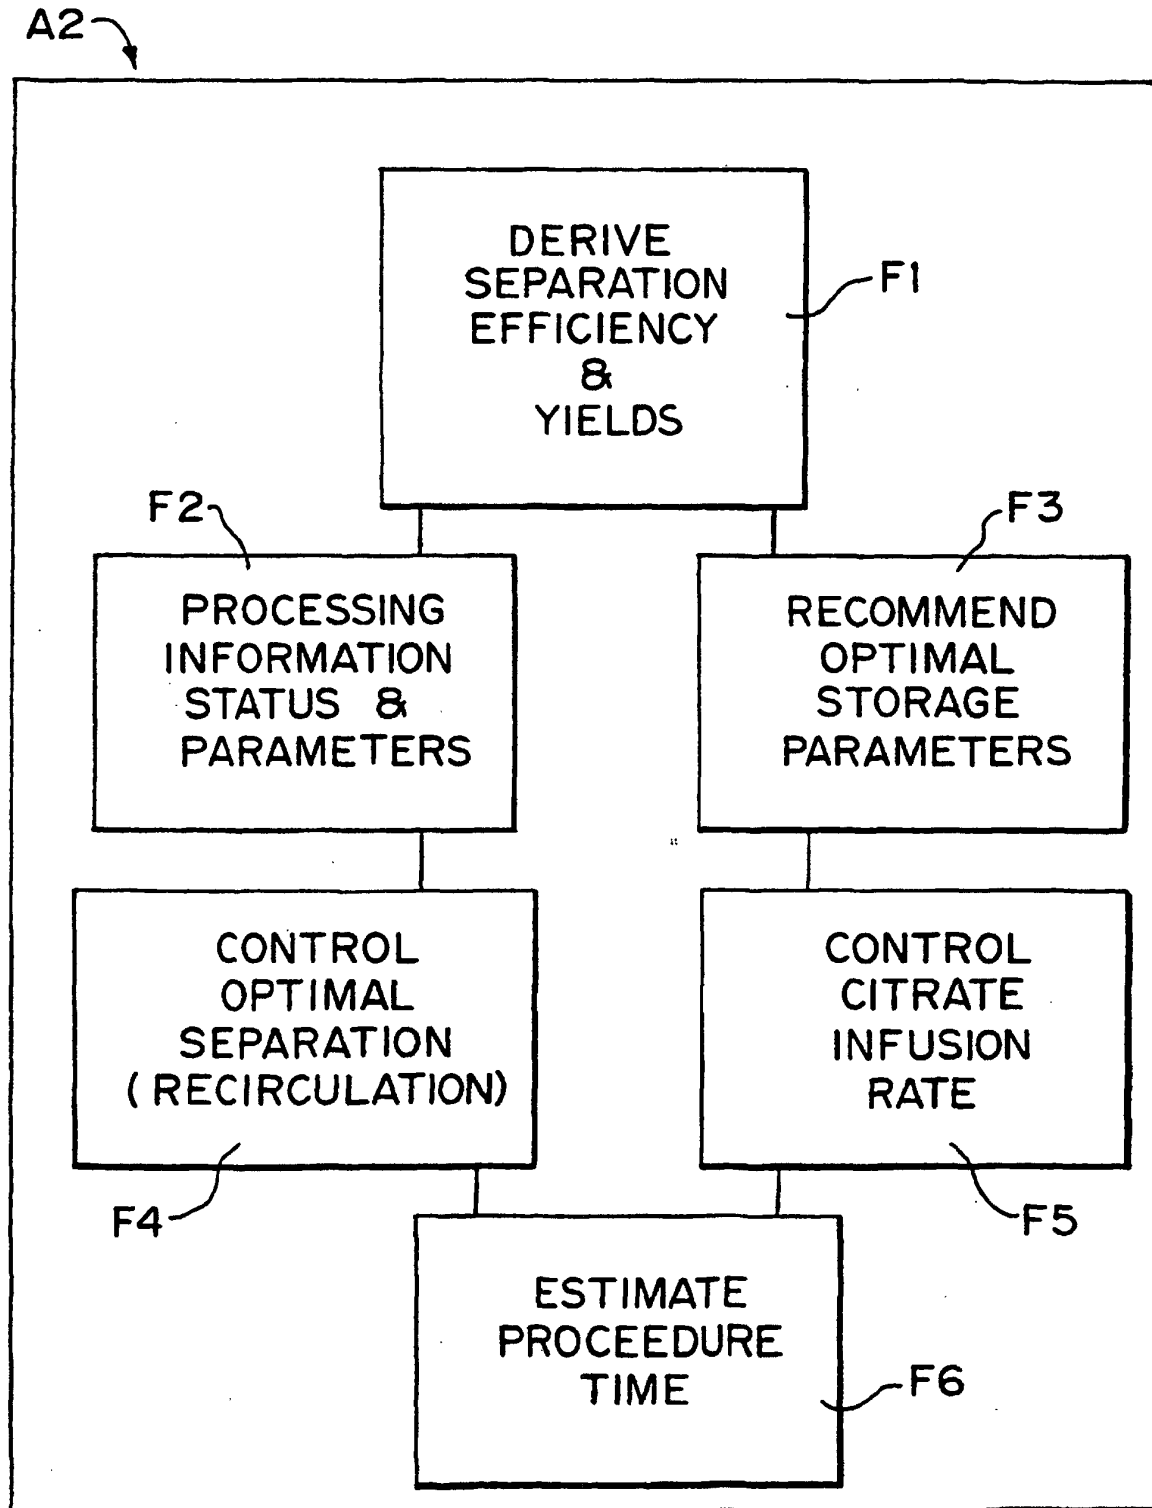 A2
DERIVE
SEPARATION
EFFICIENCY
&
YIELDS
F1
F2
PROCESSING
INFORMATION
STATUS &
PARAMETERS
F3
RECOMMEND
OPTIMAL
STORAGE
PARAMETERS
CONTROL
OPTIMAL
SEPARATION
(RECIRCULATION)
F4
CONTROL
CITRATE
INFUSION
RATE
F5
ESTIMATE
PROCEEDURE
TIME
F6